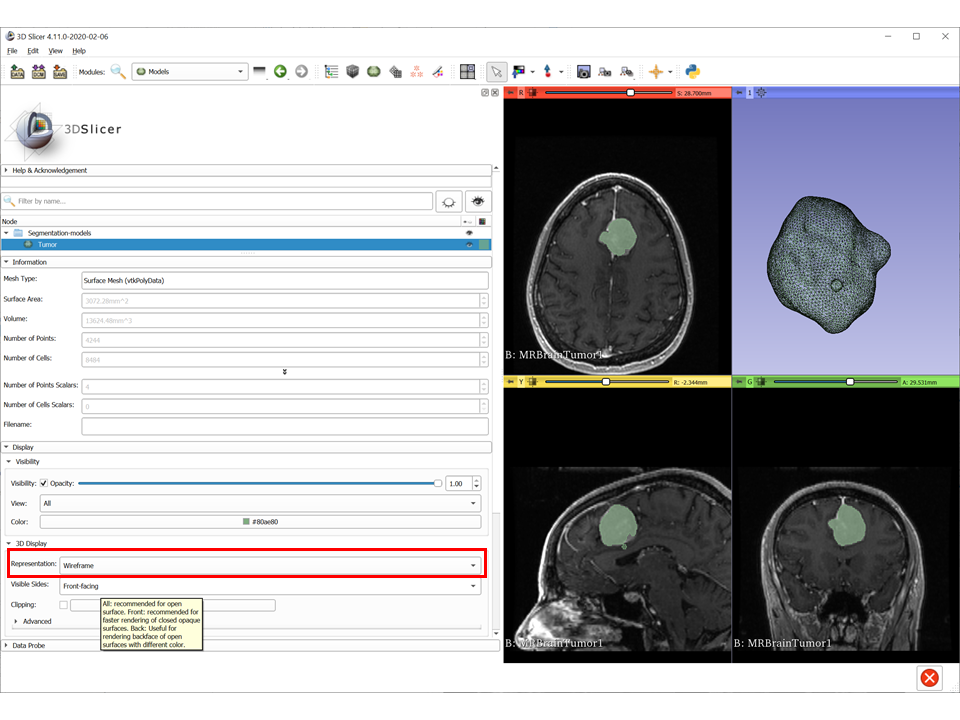 3D Slicer 4.11.0-2020-02-06
File Edit View Help
DATA DCM SAVE Modules: Models
R S: 28.700mm
1
3DSlicer
Help & Acknowledgement
Filter by name...
Node
Segmentation-models
Tumor
Information
Mesh Type: Surface Mesh (vtkPolyData)
Surface Area: 3072.28mm^2
Volume: 13624.48mm^3
Number of Points: 4244
Number of Cells: 8484
Number of Points Scalars: 4
Number of Cells Scalars: 0
Filename:
Display
Visibility
Visibility: Opacity: 1.00
View: All
Color: #80ae80
3D Display
Representation: Wireframe
Visible Sides: Front-facing
Clipping:
Advanced
All: recommended for open
surface. Front: recommended for
faster rendering of closed opaque
surfaces. Back: Useful for
rendering backface of open
surfaces with different color.
Data Probe
B: MRBrainTumor1
Y R: -2.344mm
G A: 29.531mm
B: MRBrainTumor1
B: MRBrainTumor1